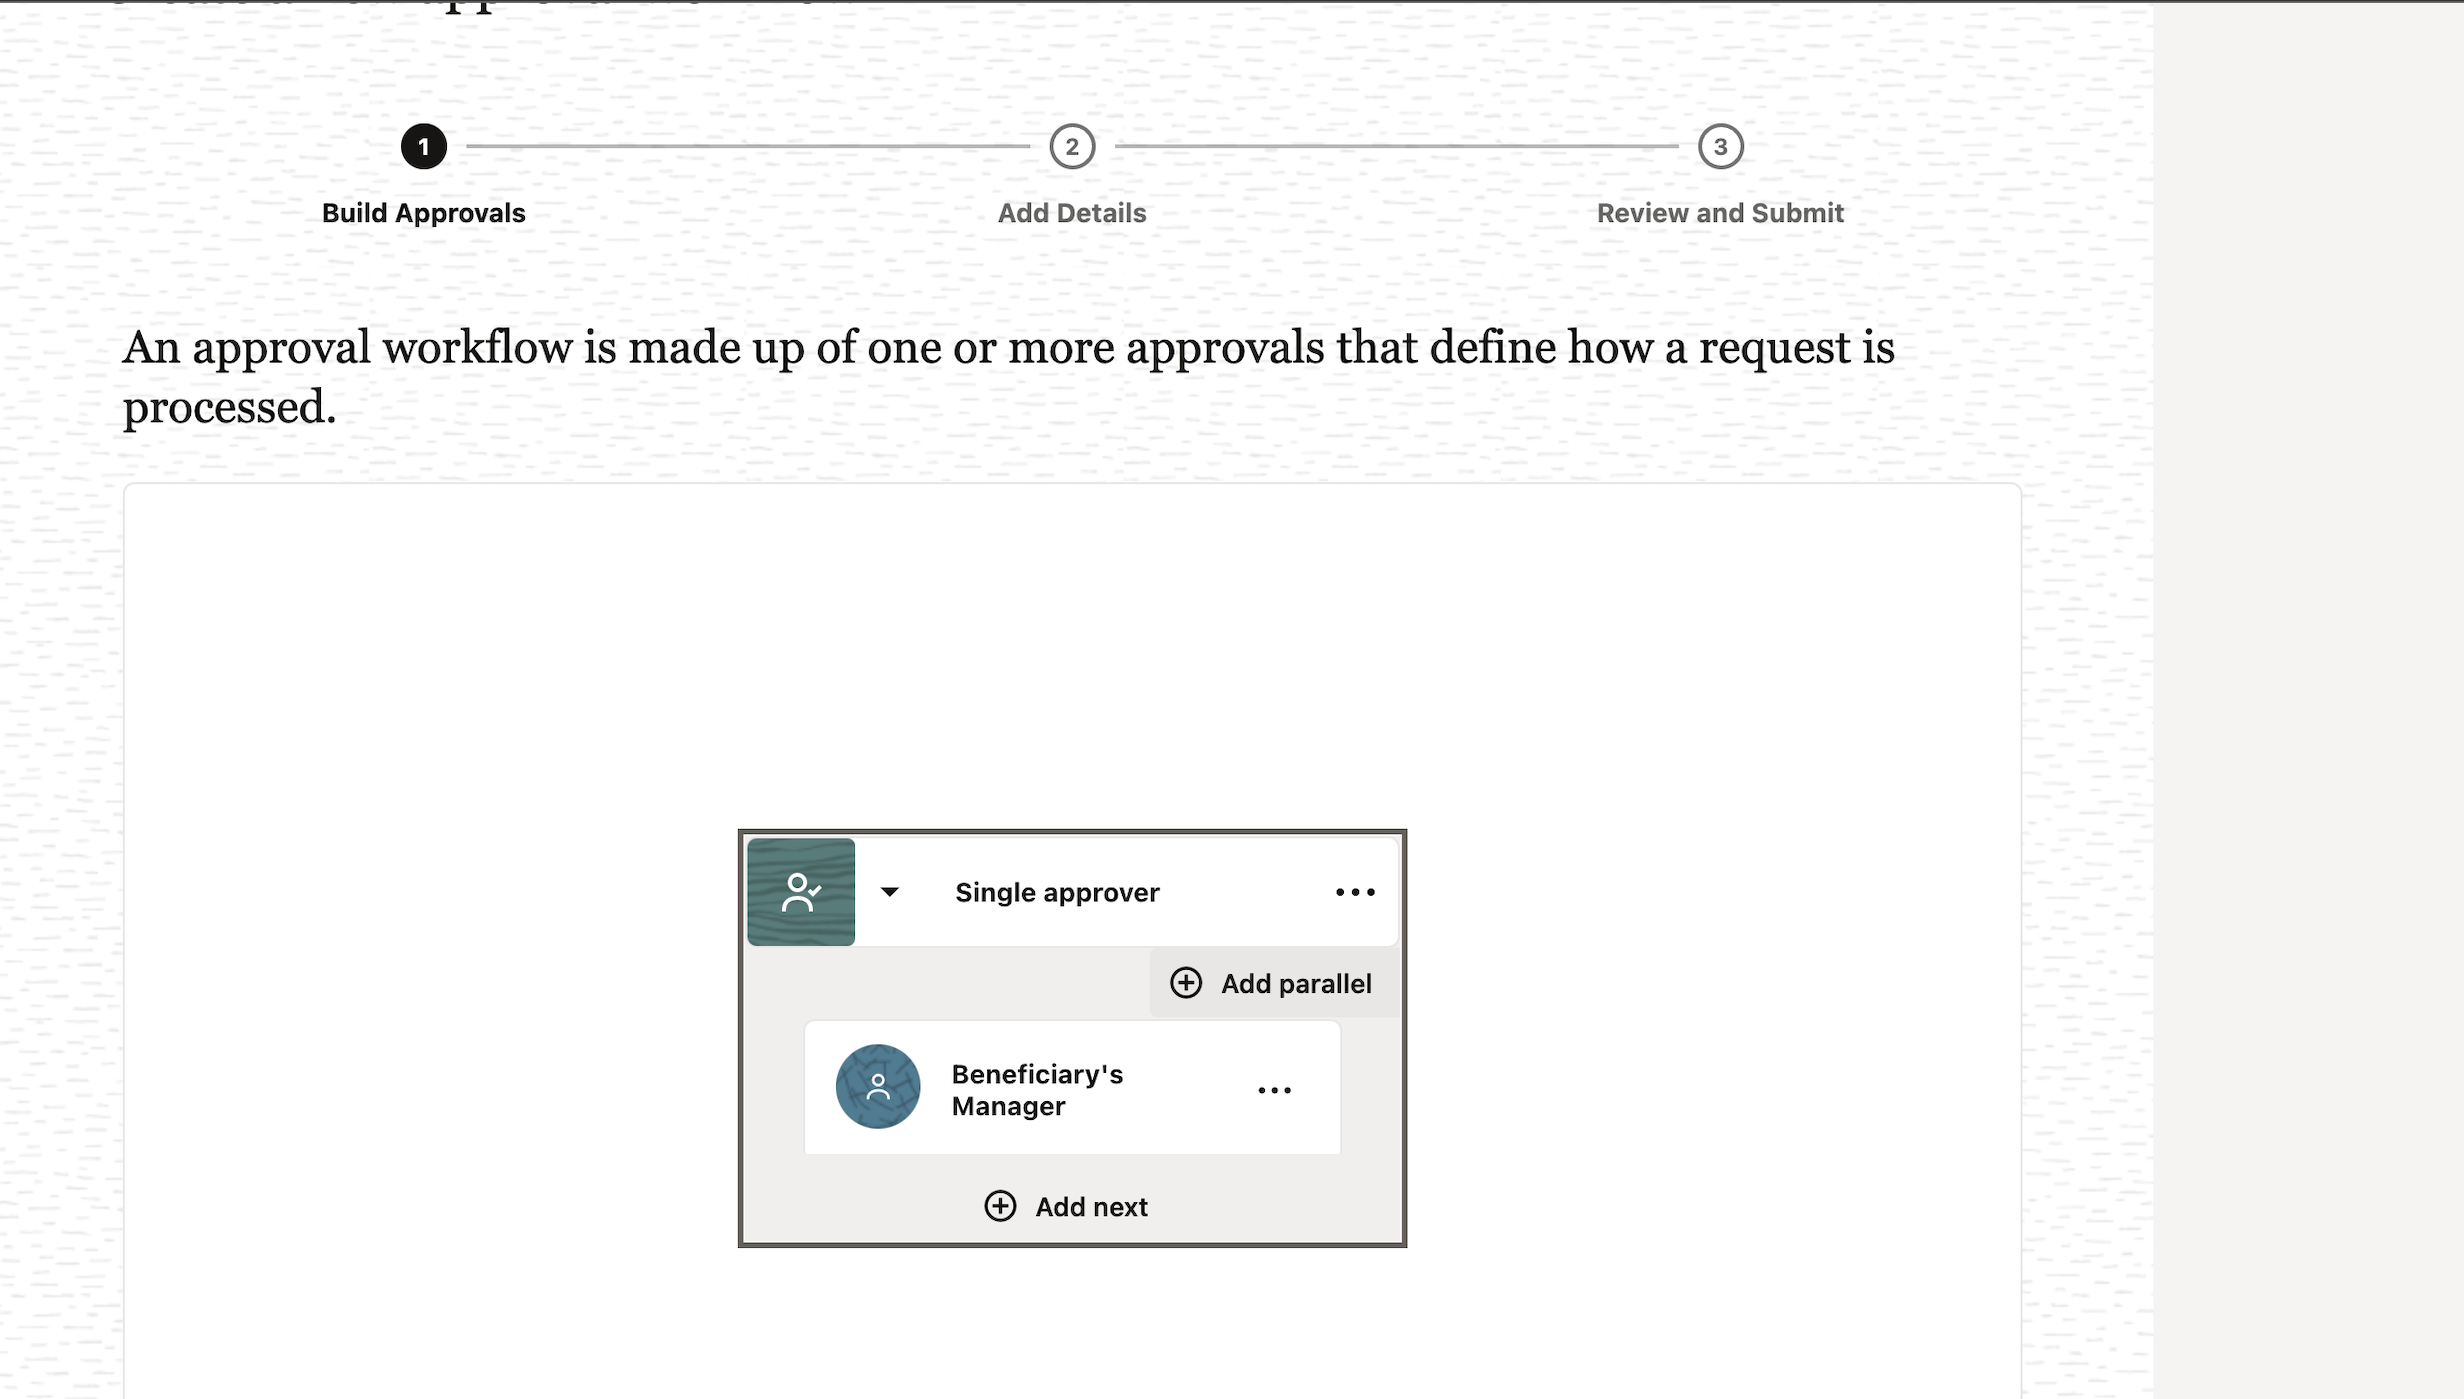 1
2
3
Build Approvals
Add Details
Review and Submit
An approval workflow is made up of one or more approvals that define how a request is
processed.
Single approver
Add parallel
Beneficiary's
Manager
Add next